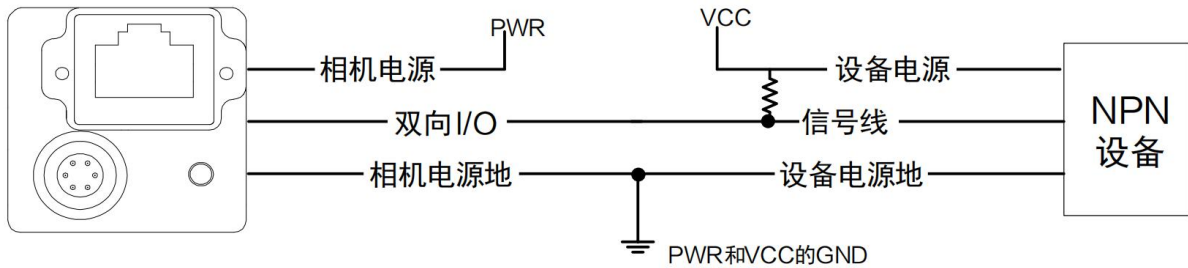 PWR
VCC
相机电源
设备电源
双向I/O
信号线
NPN
设备
相机电源地
设备电源地
PWR和VCC的GND